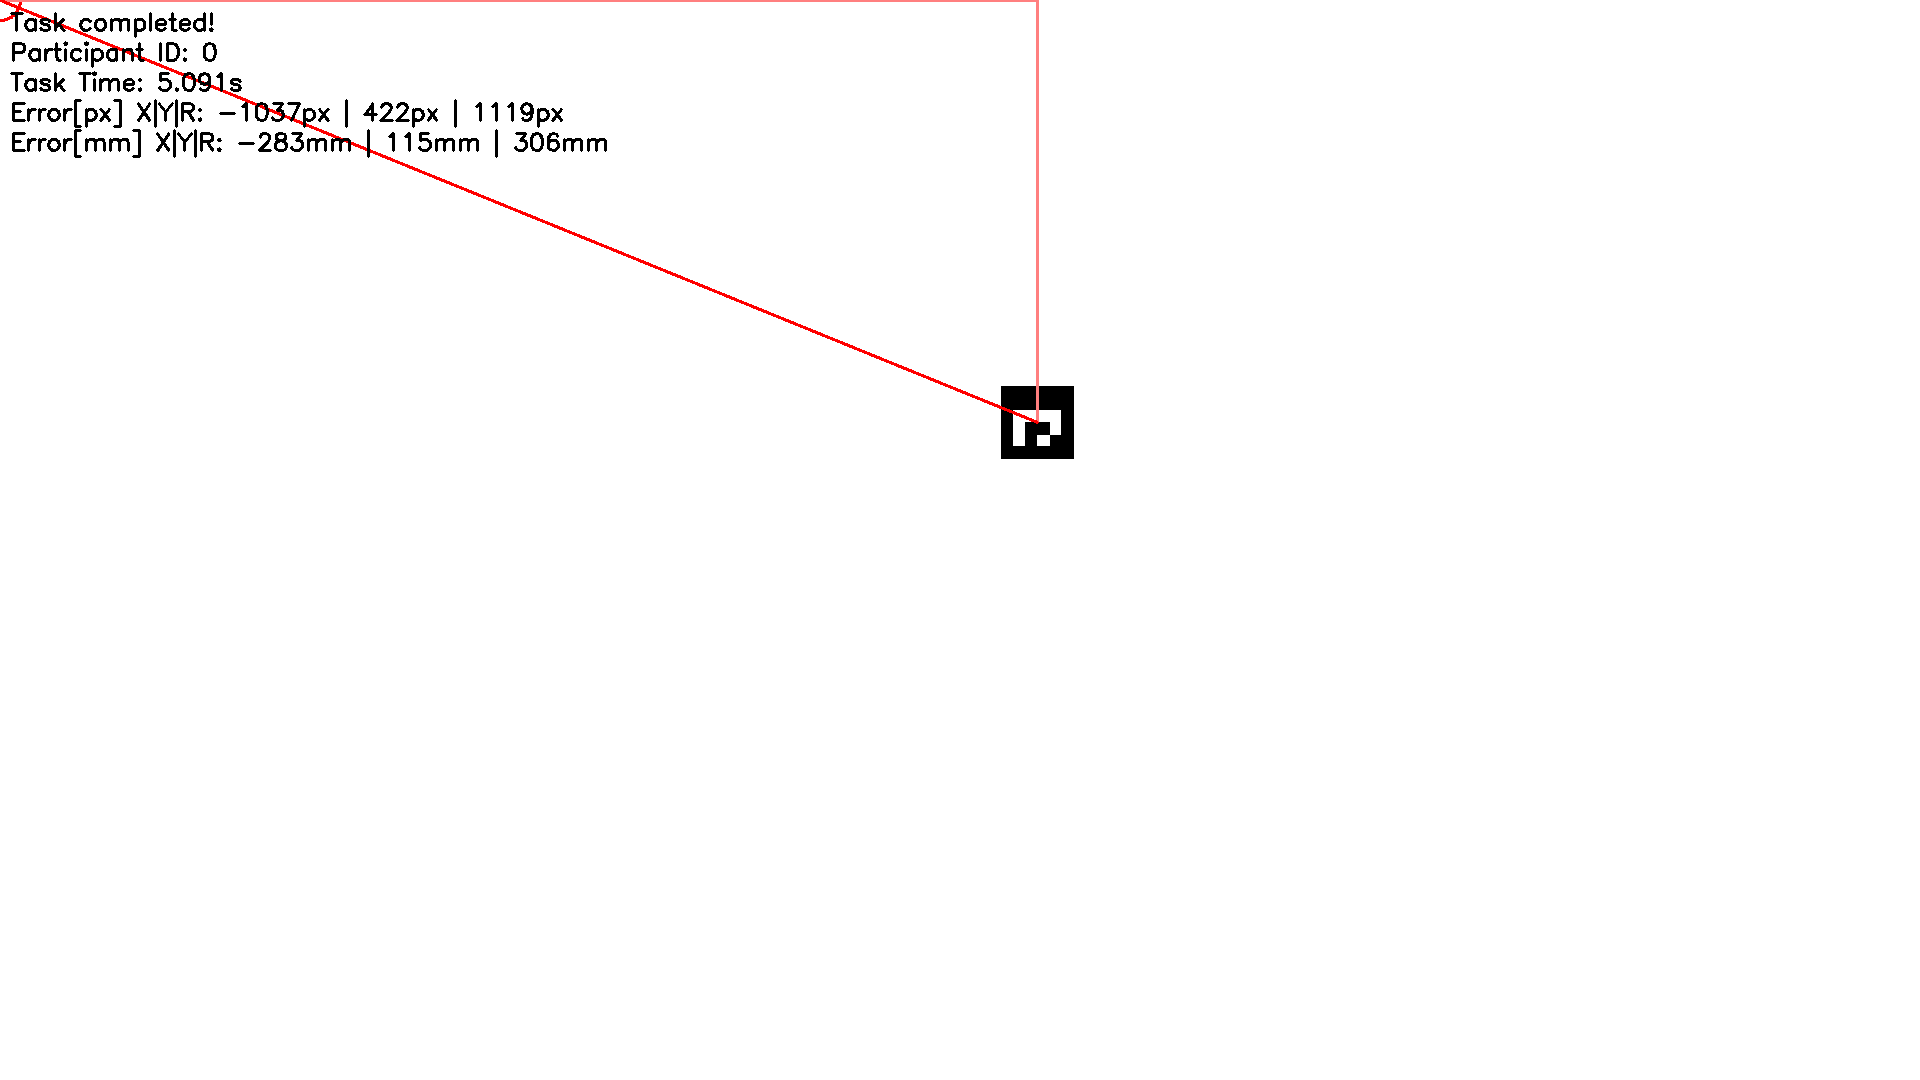 Task completed!
Participant ID: 0
Task Time: 5.091s
Error[px] X|Y|R: -1037px | 422px | 1119px
Error[mm] X|Y|R: -283mm | 115mm | 306mm